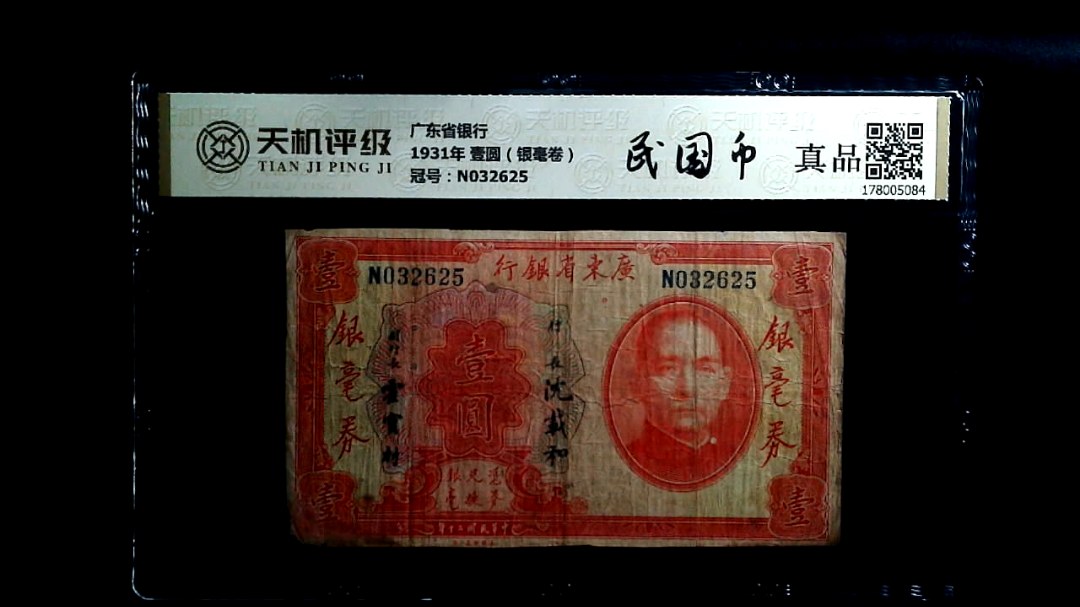 天机评级
TIAN JI PING JI
广东省银行
1931年 壹圆（银毫卷）
冠号：N032625
民国币
真品
178005084
壹
N032625
行銀省東廣
N032625
壹
銀毫券
壹圓
行長
沈載和
銀毫券
壹
壹